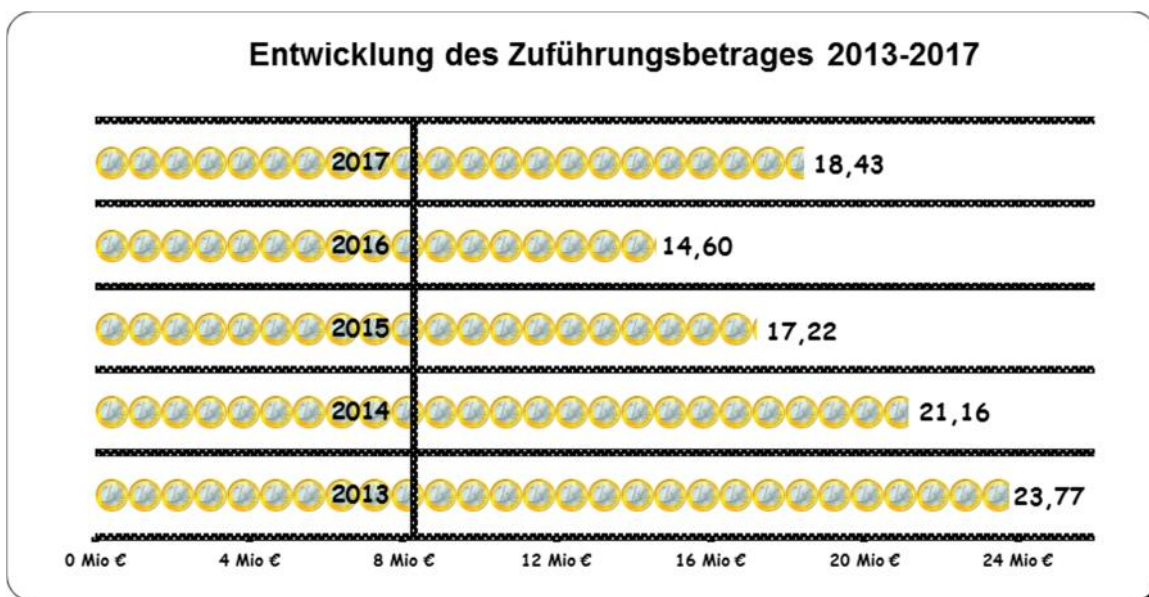 Entwicklung des Zuführungsbetrages 2013-2017
2017 18,43
2016 14,60
2015 17,22
2014 21,16
2013 23,77
0 Mio € 4 Mio € 8 Mio € 12 Mio € 16 Mio € 20 Mio € 24 Mio €